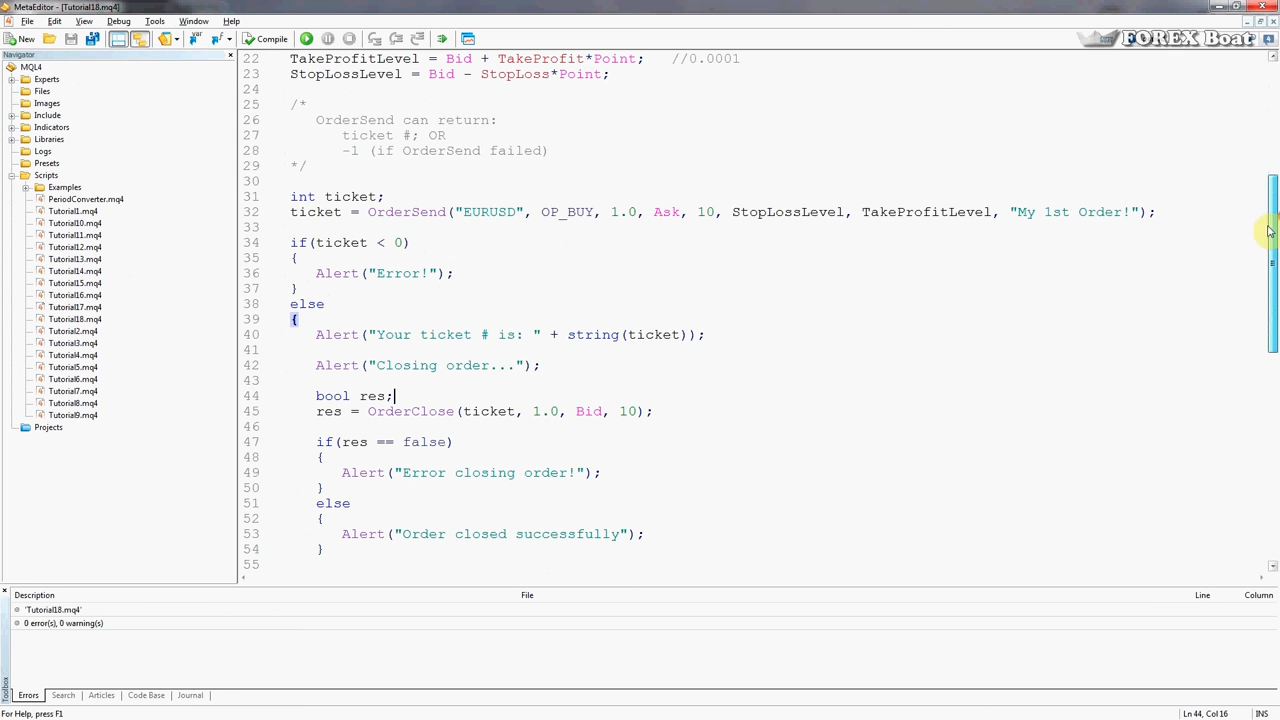 MetaEditor - [Tutorial18.mq4]
File Edit View Debug Tools Window Help
New Compile FOREX Boat
Navigator
MQL4
Experts
Files
Images
Include
Indicators
Libraries
Logs
Presets
Scripts
Examples
PeriodConverter.mq4
Tutorial1.mq4
Tutorial10.mq4
Tutorial11.mq4
Tutorial12.mq4
Tutorial13.mq4
Tutorial14.mq4
Tutorial15.mq4
Tutorial16.mq4
Tutorial17.mq4
Tutorial18.mq4
Tutorial2.mq4
Tutorial3.mq4
Tutorial4.mq4
Tutorial5.mq4
Tutorial6.mq4
Tutorial7.mq4
Tutorial8.mq4
Tutorial9.mq4
Projects
22 TakeProfitLevel = Bid + TakeProfit*Point; //0.0001
23 StopLossLevel = Bid - StopLoss*Point;
24
25 /*
26 OrderSend can return:
27 ticket #; OR
28 -1 (if OrderSend failed)
29 */
30
31 int ticket;
32 ticket = OrderSend("EURUSD", OP_BUY, 1.0, Ask, 10, StopLossLevel, TakeProfitLevel, "My 1st Order!");
33
34 if(ticket < 0)
35 {
36 Alert("Error!");
37 }
38 else
39 {
40 Alert("Your ticket # is: " + string(ticket));
41
42 Alert("Closing order...");
43
44 bool res;
45 res = OrderClose(ticket, 1.0, Bid, 10);
46
47 if(res == false)
48 {
49 Alert("Error closing order!");
50 }
51 else
52 {
53 Alert("Order closed successfully");
54 }
55
Description File Line Column
'Tutorial18.mq4'
0 error(s), 0 warning(s)
Toolbox
Errors Search Articles Code Base Journal
For Help, press F1 Ln 44, Col 16 INS